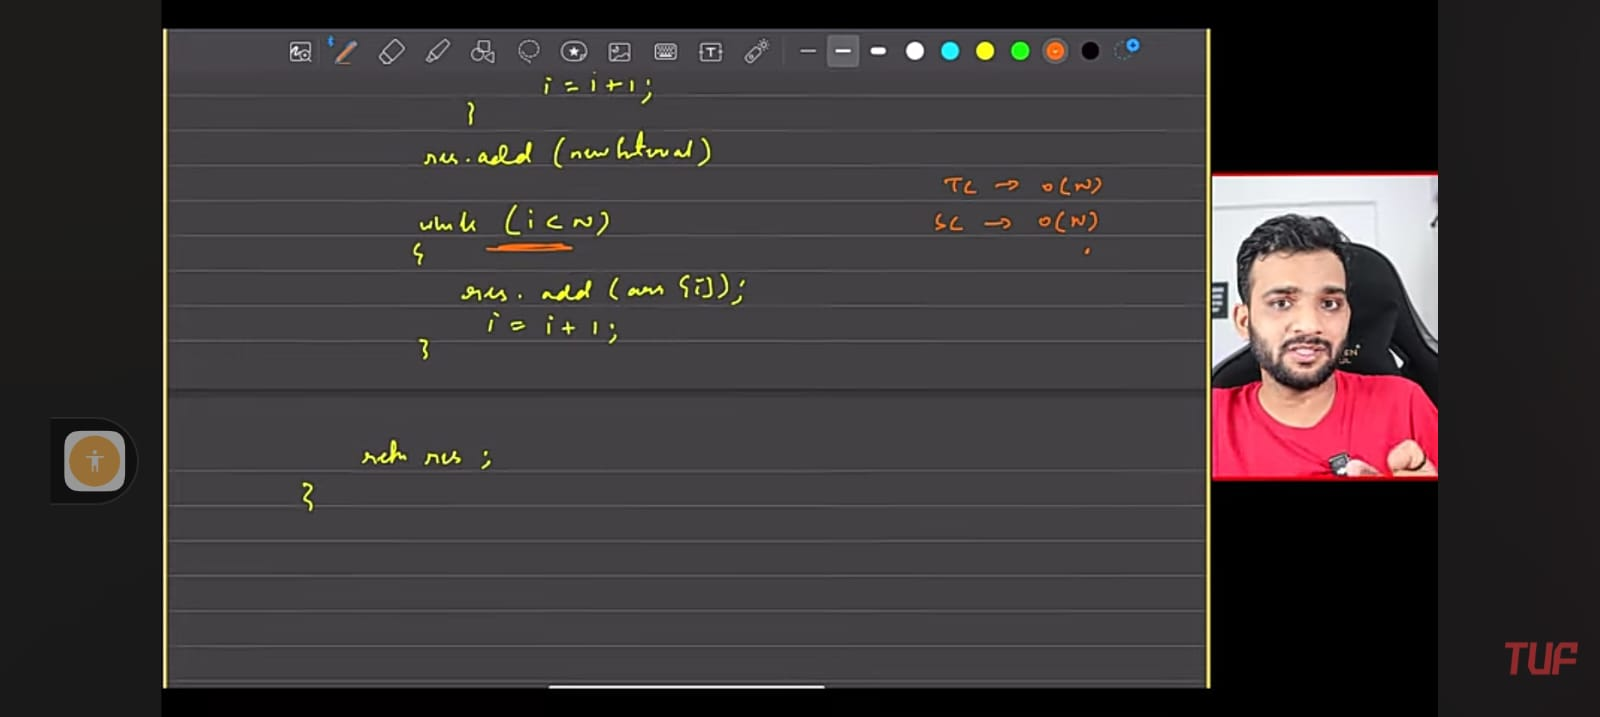 i = i + 1;
}
res.add (newInterval)
TC → O(N)
while (i < N)
SC → O(N)
{
res. add (arr[i]);
i = i + 1;
}
return res ;
}
TUF